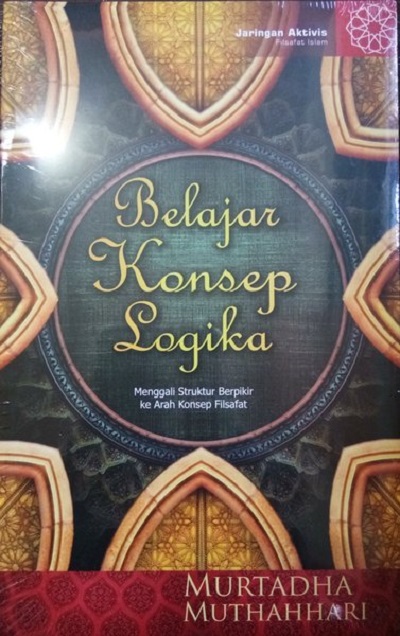 Jaringan Aktivis
Filsafat Islam
Belajar
Konsep
Logika
Menggali Struktur Berpikir
ke Arah Konsep Filsafat
MURTADHA
MUTHAHHARI